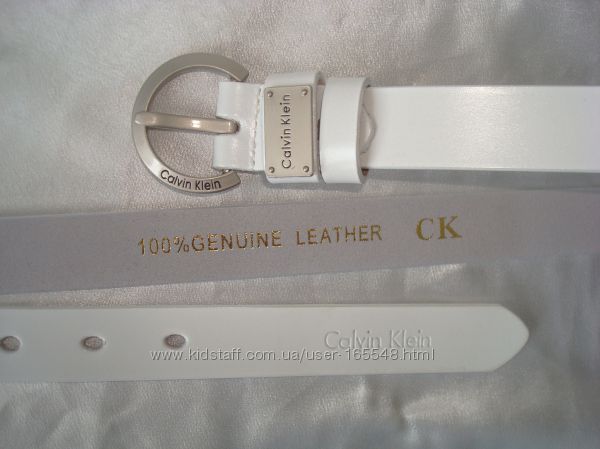 Calvin Klein
Calvin Klein
100%GENUINE LEATHER CK
Calvin Klein
www.kidstaff.com.ua/user-165548.html